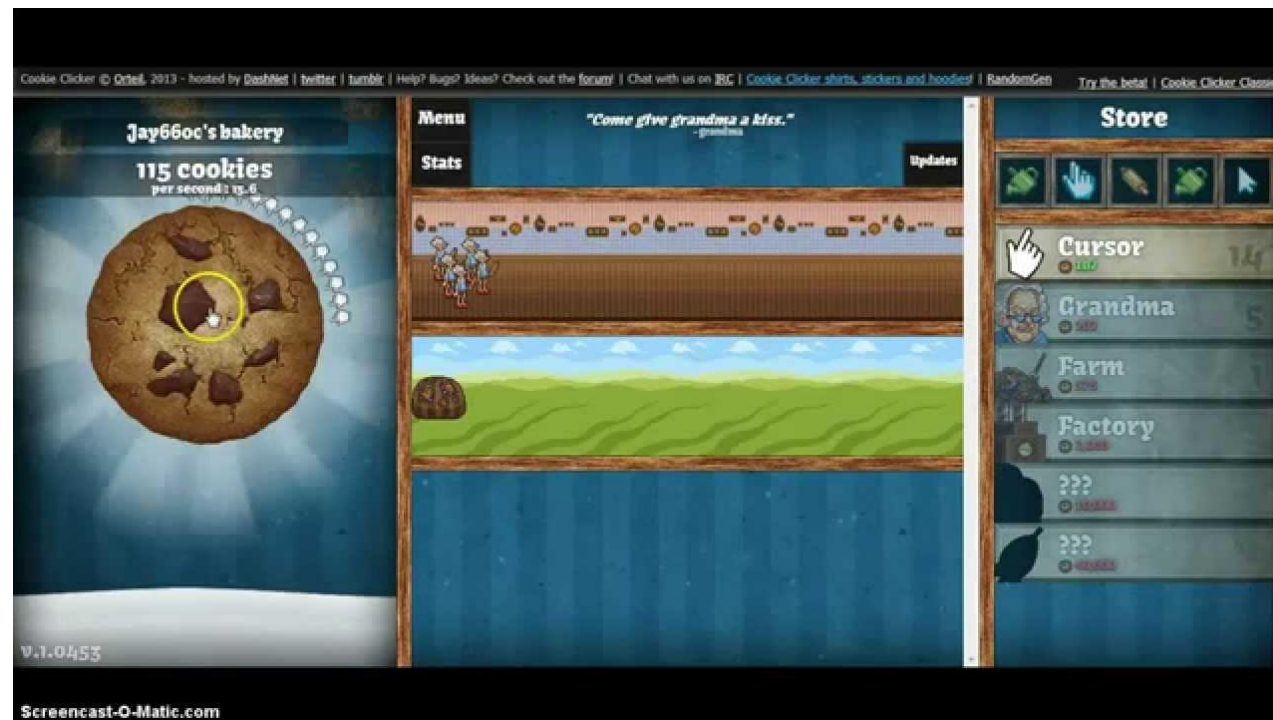 Cookie Clicker © Orteil, 2013 - hosted by DashNet | twitter | tumblr | Help? Bugs? Ideas? Check out the forum! | Chat with us on IRC | Cookie Clicker shirts, stickers and hoodies! | RandomGen
Try the beta! | Cookie Clicker Classic
Jay66oc's bakery
115 cookies
per second : 13.6
Menu
Stats
"Come give grandma a kiss."
-grandma
Updates
Store
Cursor
14
Grandma
5
Farm
1
Factory
???
???
v.1.0453
Screencast-O-Matic.com